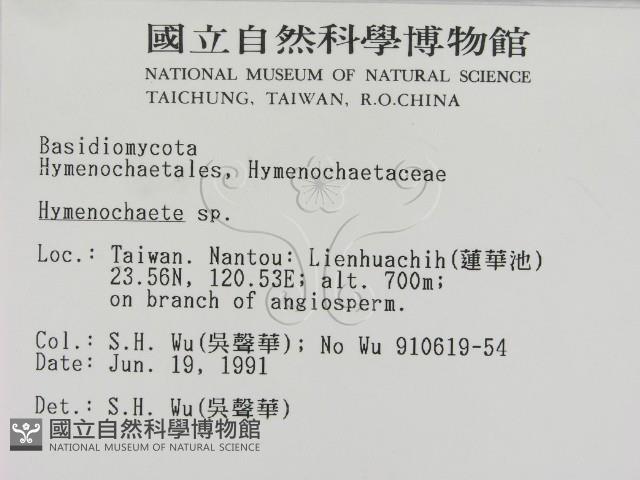 國立自然科學博物館
NATIONAL MUSEUM OF NATURAL SCIENCE
TAICHUNG, TAIWAN, R.O.CHINA
Basidiomycota
Hymenochaetales, Hymenochaetaceae
Hymenochaete sp.
Loc.: Taiwan. Nantou: Lienhuachih(蓮華池)
23.56N, 120.53E; alt. 700m;
on branch of angiosperm.
Col.: S.H. Wu(吳聲華); No Wu 910619-54
Date: Jun. 19, 1991
Det.: S.H. Wu(吳聲華)
國立自然科學博物館
NATIONAL MUSEUM OF NATURAL SCIENCE